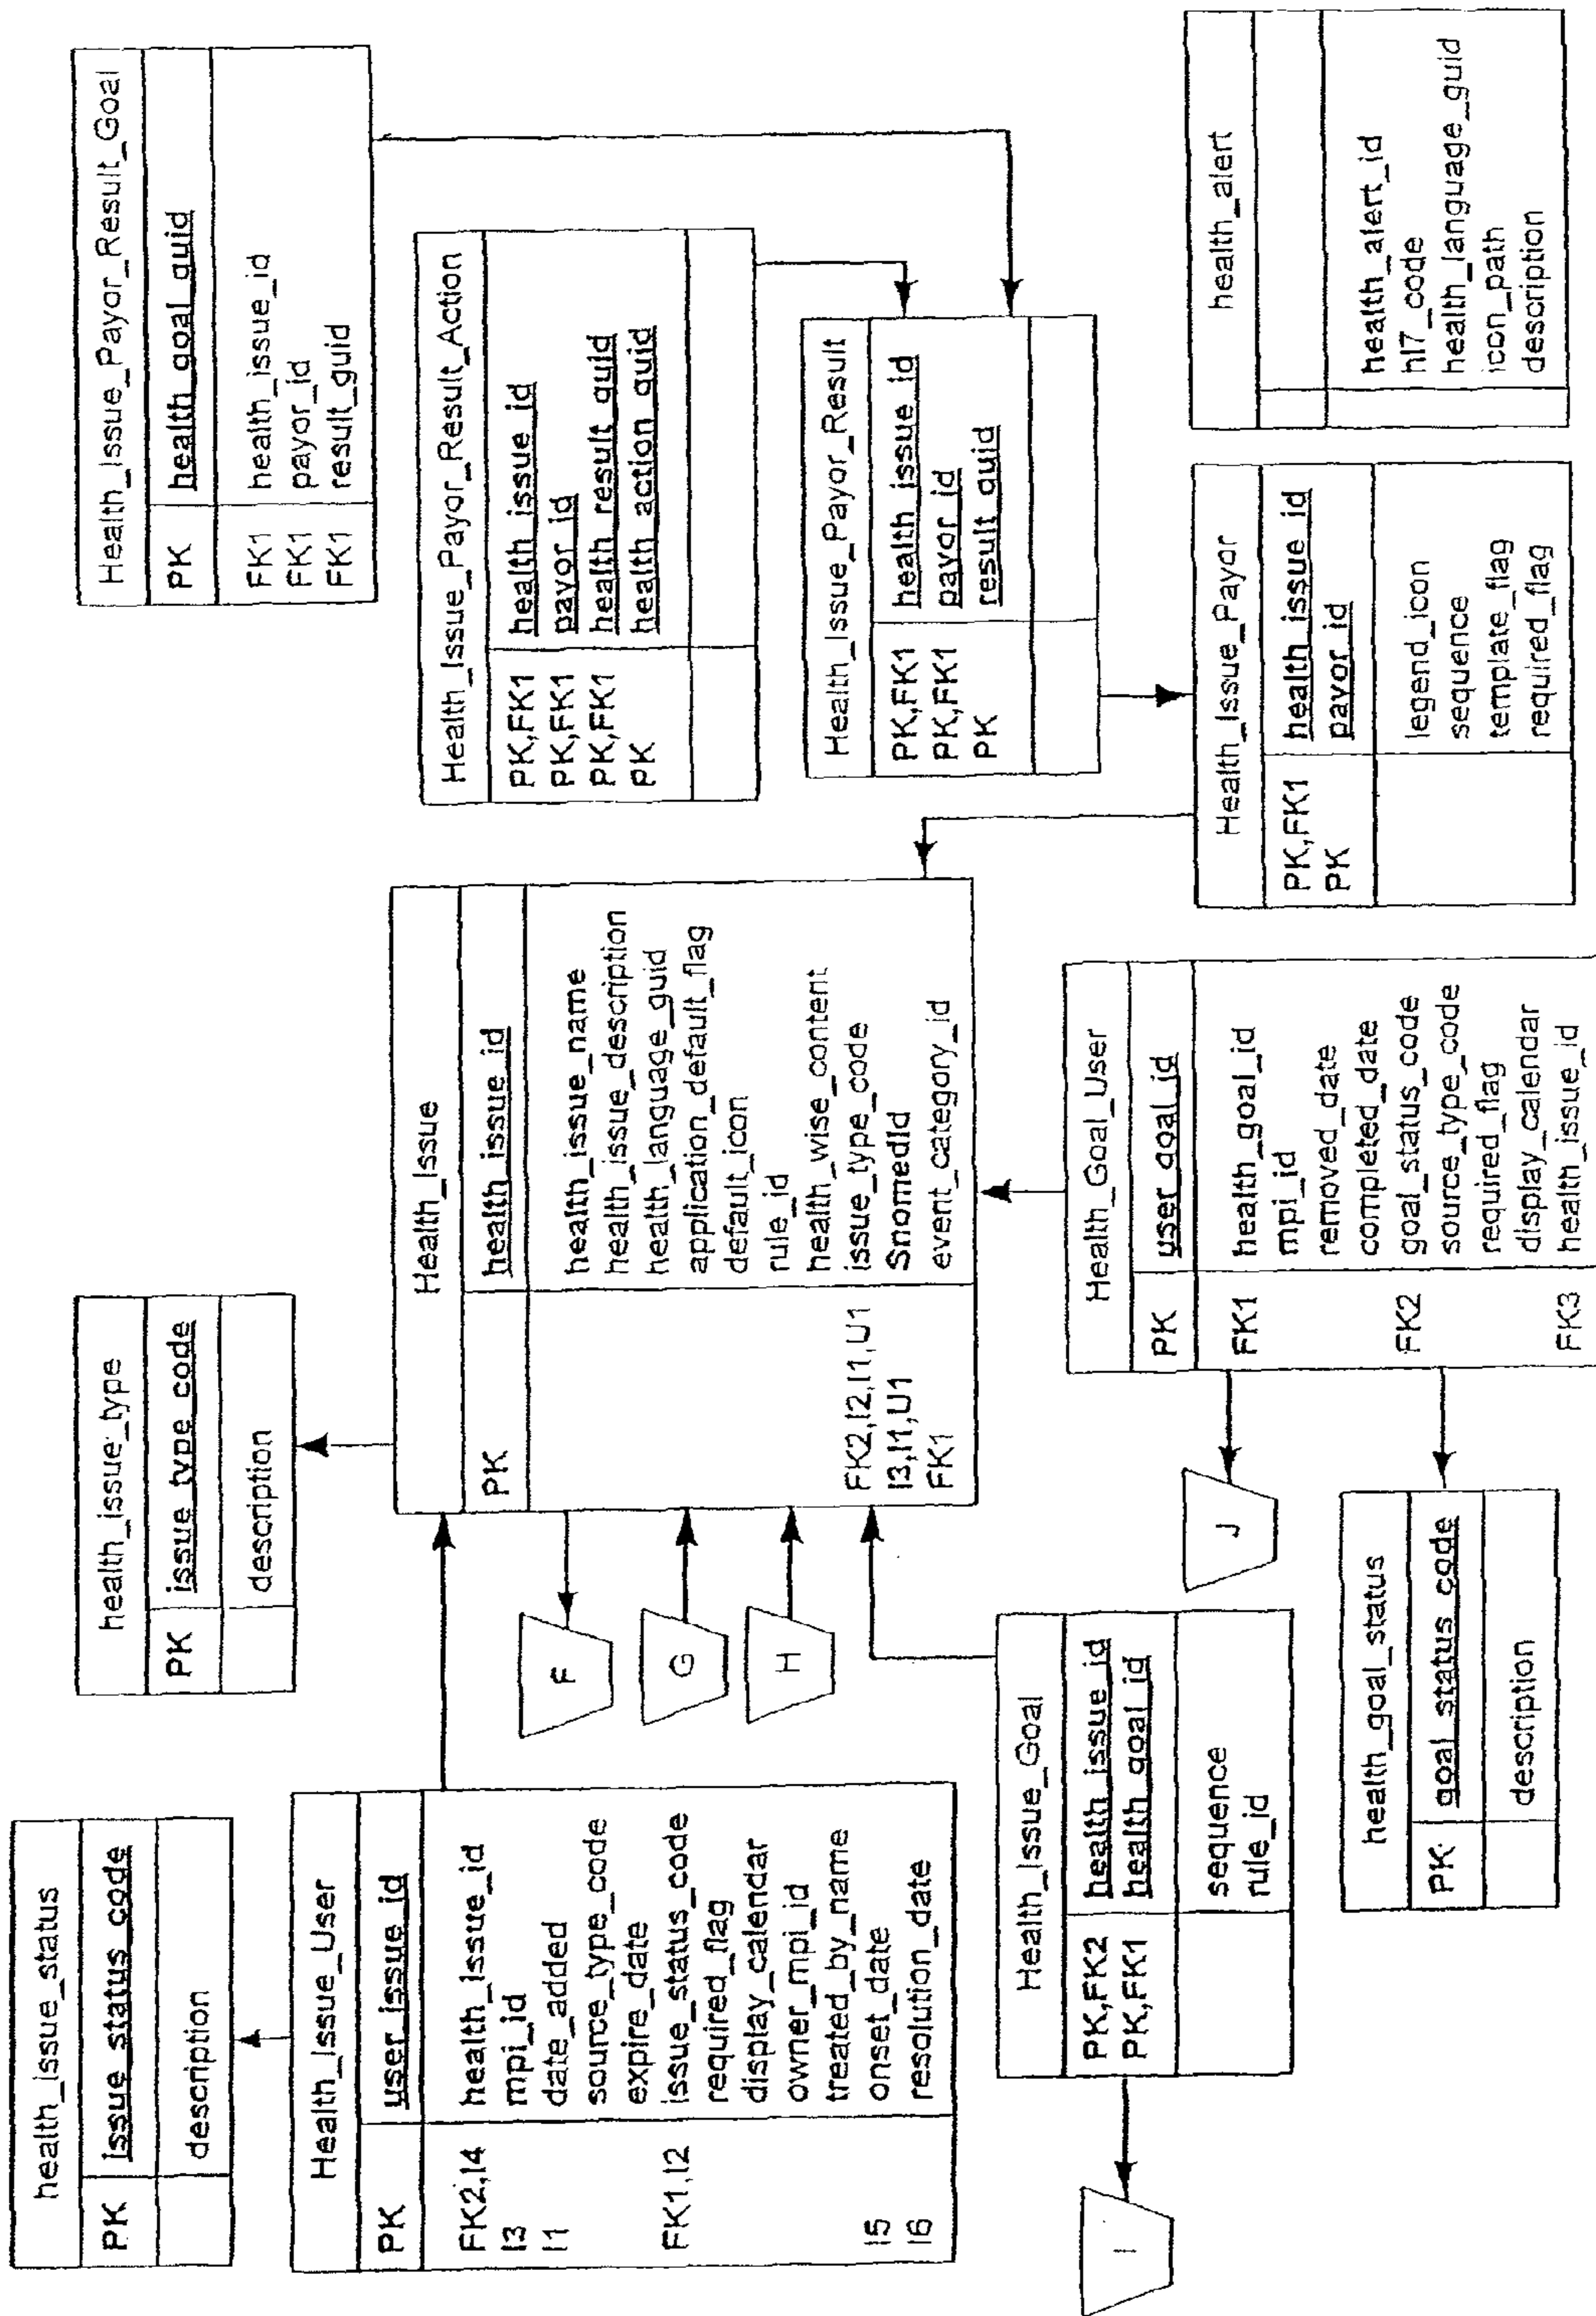 health_issue_status
PK issue_status_code
description
Health_Issue_User
PK user_issue_id
FK2,I4 health_issue_id
I3 mpi_id
I1 date_added
source_type_code
expire_date
FK1,I2 issue_status_code
required_flag
display_calendar
owner_mpi_id
treated_by_name
I5 onset_date
I6 resolution_date
health_issue_type
PK issue_type_code
description
F
G
H
Health_Issue
PK health_issue_id
health_issue_name
health_issue_description
health_language_guid
application_default_flag
default_icon
rule_id
health_wise_content
FK2,I2,I1,U1 issue_type_code
I3,I1,U1 SnomedId
FK1 event_category_id
Health_Issue_Payor_Result_Goal
PK health_goal_guid
FK1 health_issue_id
FK1 payor_id
FK1 result_guid
Health_Issue_Payor_Result_Action
PK,FK1 health_issue_id
PK,FK1 payor_id
PK,FK1 health_result_guid
PK health_action_guid
Health_Issue_Payor_Result
PK,FK1 health_issue_id
PK,FK1 payor_id
PK result_guid
Health_Issue_Goal
PK,FK2 health_issue_id
PK,FK1 health_goal_id
sequence
rule_id
I
J
health_goal_status
PK goal_status_code
description
Health_Goal_User
PK user_goal_id
FK1 health_goal_id
mpi_id
removed_date
completed_date
FK2 goal_status_code
source_type_code
required_flag
display_calendar
FK3 health_issue_id
Health_Issue_Payor
PK,FK1 health_issue_id
PK payor_id
legend_icon
sequence
template_flag
required_flag
health_alert
health_alert_id
hl7_code
health_language_guid
icon_path
description